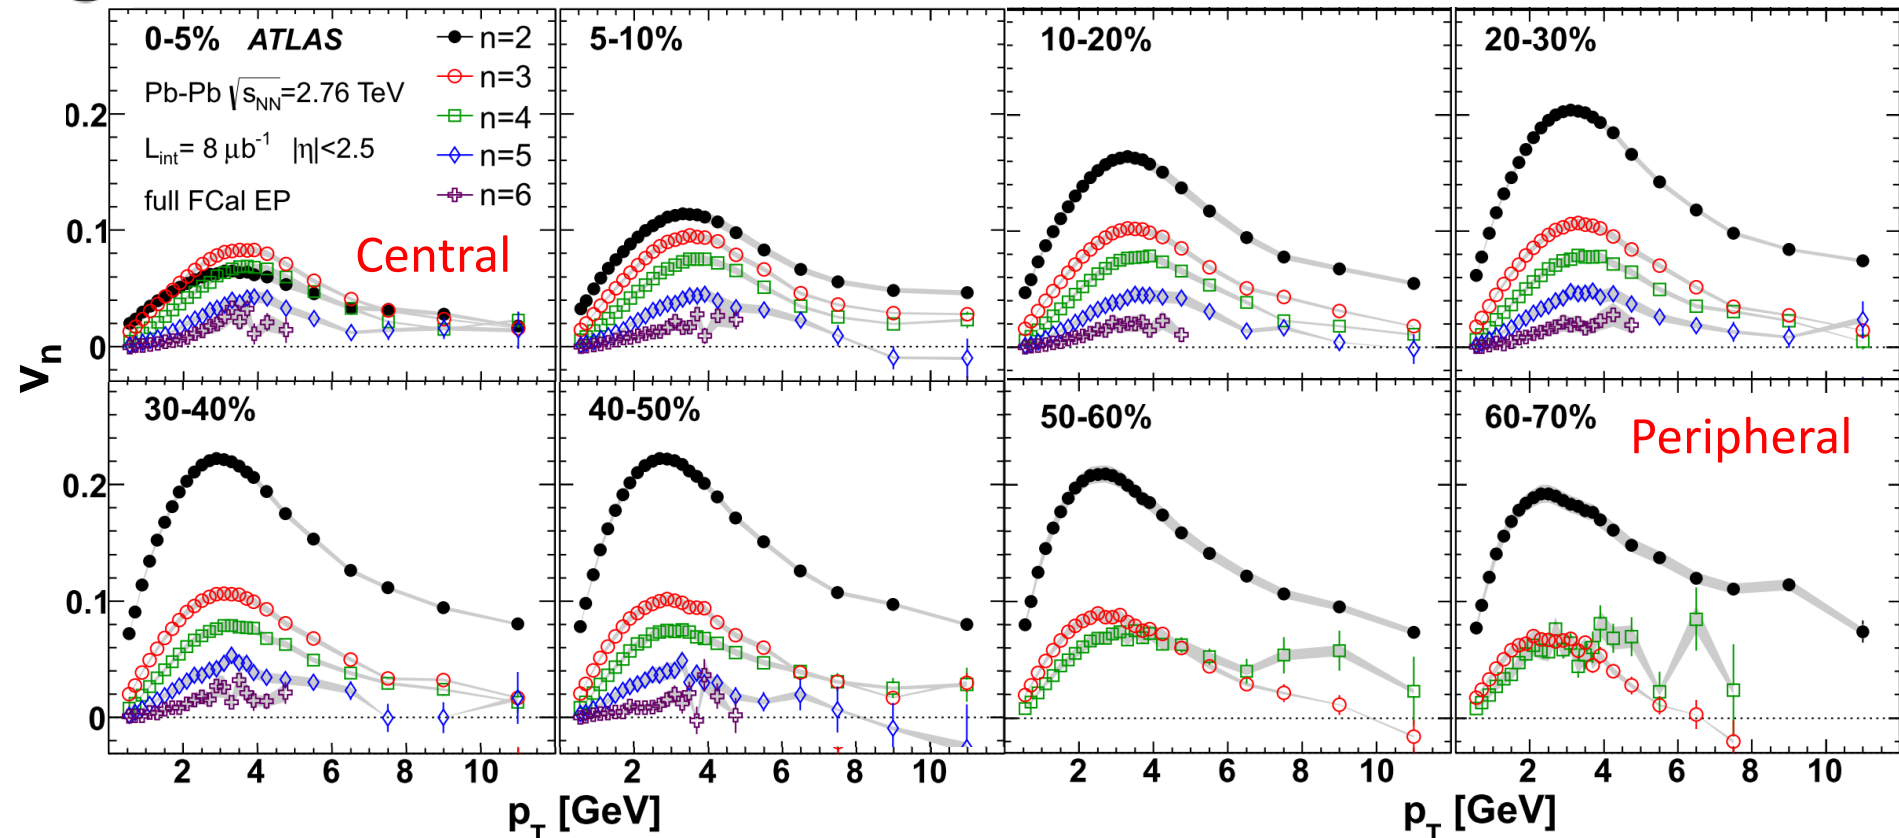 0-5% ATLAS
Pb-Pb √sNN=2.76 TeV
Lint= 8 μb-1 |η|<2.5
full FCal EP
n=2
n=3
n=4
n=5
n=6
Central
5-10%
10-20%
20-30%
0.2
0.1
0
vn
30-40%
40-50%
50-60%
60-70%
Peripheral
0.2
0.1
0
2 4 6 8 10
2 4 6 8 10
2 4 6 8 10
2 4 6 8 10
pT [GeV]
pT [GeV]